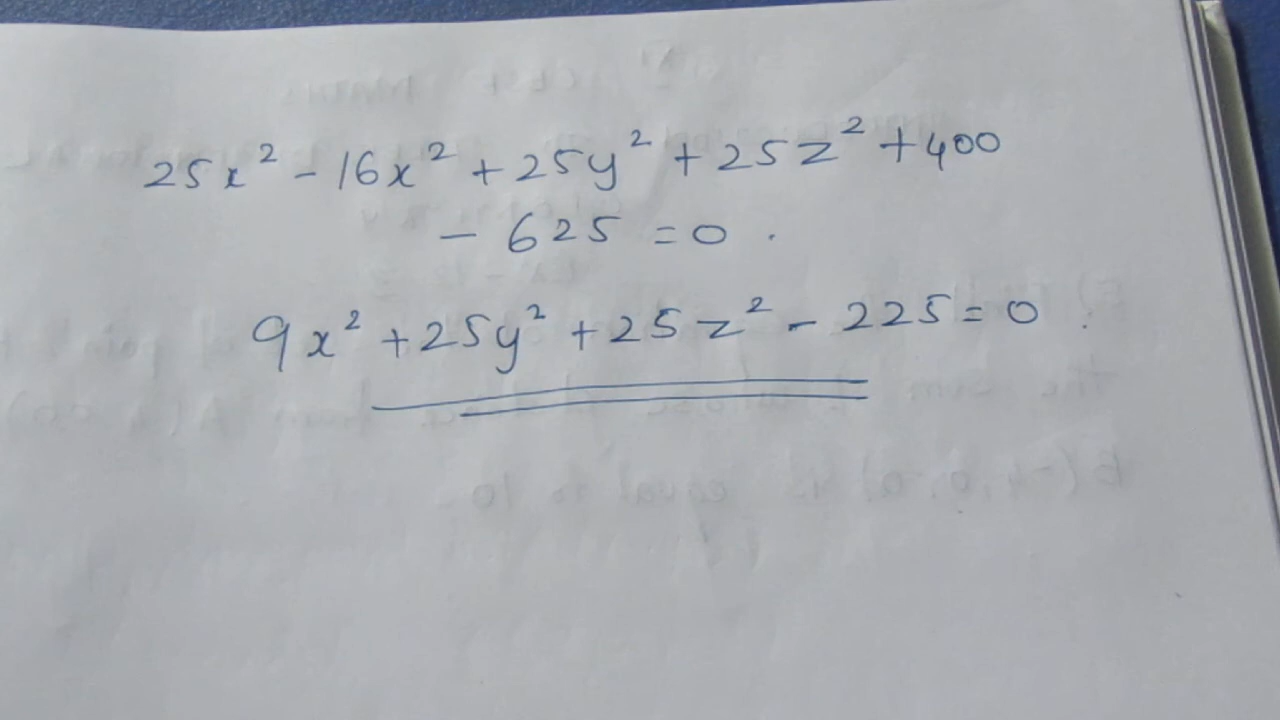 25x² - 16x² + 25y² + 25z² + 400
- 625 = 0 .
9x² + 25y² + 25z² - 225 = 0 .